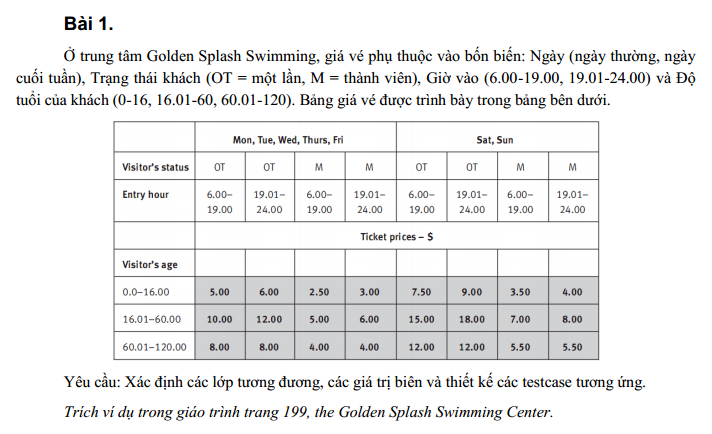 Bài 1.
Ở trung tâm Golden Splash Swimming, giá vé phụ thuộc vào bốn biến: Ngày (ngày thường, ngày
cuối tuần), Trạng thái khách (OT = một lần, M = thành viên), Giờ vào (6.00-19.00, 19.01-24.00) và Độ
tuổi của khách (0-16, 16.01-60, 60.01-120). Bảng giá vé được trình bày trong bảng bên dưới.
Mon, Tue, Wed, Thurs, Fri Sat, Sun
Visitor's status OT OT M M OT OT M M
Entry hour 6.00– 19.01– 6.00– 19.01– 6.00– 19.01– 6.00– 19.01–
19.00 24.00 19.00 24.00 19.00 24.00 19.00 24.00
Ticket prices – $
Visitor's age
0.0–16.00 5.00 6.00 2.50 3.00 7.50 9.00 3.50 4.00
16.01–60.00 10.00 12.00 5.00 6.00 15.00 18.00 7.00 8.00
60.01–120.00 8.00 8.00 4.00 4.00 12.00 12.00 5.50 5.50
Yêu cầu: Xác định các lớp tương đương, các giá trị biên và thiết kế các testcase tương ứng.
Trích ví dụ trong giáo trình trang 199, the Golden Splash Swimming Center.